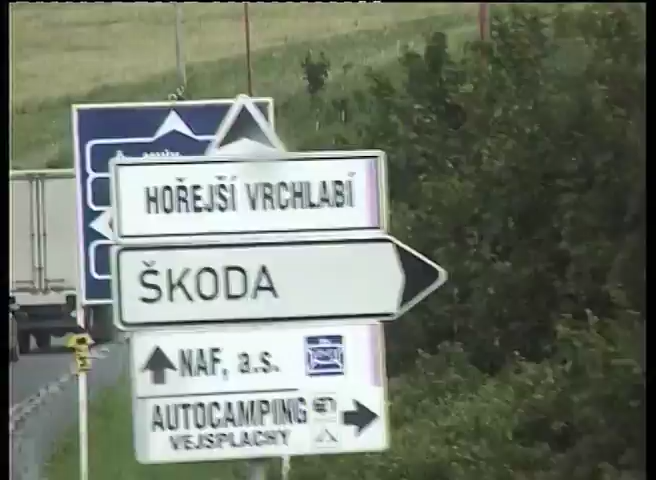 HOŘEJŠÍ VRCHLABÍ
ŠKODA
NAF, a.s.
AUTOCAMPING
VEJSPLACHY